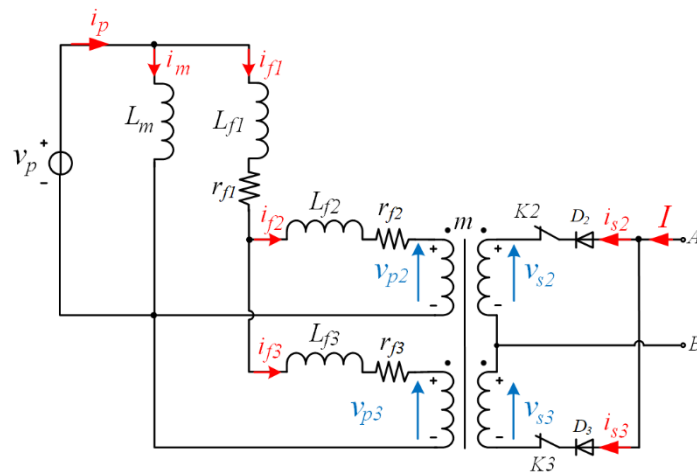 i_p
i_m
i_f1
L_m
L_f1
v_p
+
-
r_f1
i_f2
L_f2
r_f2
m
K2
D_2
i_s2
I
A
+
+
v_p2
v_s2
-
-
B
i_f3
L_f3
r_f3
+
+
v_p3
v_s3
-
-
D_3
i_s3
K3